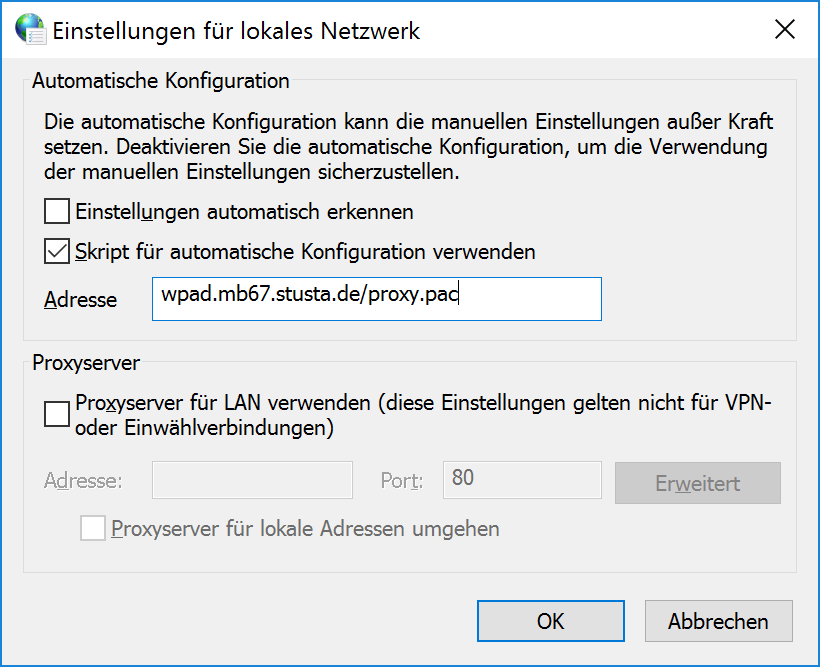 Einstellungen für lokales Netzwerk
Automatische Konfiguration
Die automatische Konfiguration kann die manuellen Einstellungen außer Kraft
setzen. Deaktivieren Sie die automatische Konfiguration, um die Verwendung
der manuellen Einstellungen sicherzustellen.
Einstellungen automatisch erkennen
Skript für automatische Konfiguration verwenden
Adresse wpad.mb67.stusta.de/proxy.pac
Proxyserver
Proxyserver für LAN verwenden (diese Einstellungen gelten nicht für VPN-
oder Einwählverbindungen)
Adresse: Port: 80 Erweitert
Proxyserver für lokale Adressen umgehen
OK Abbrechen